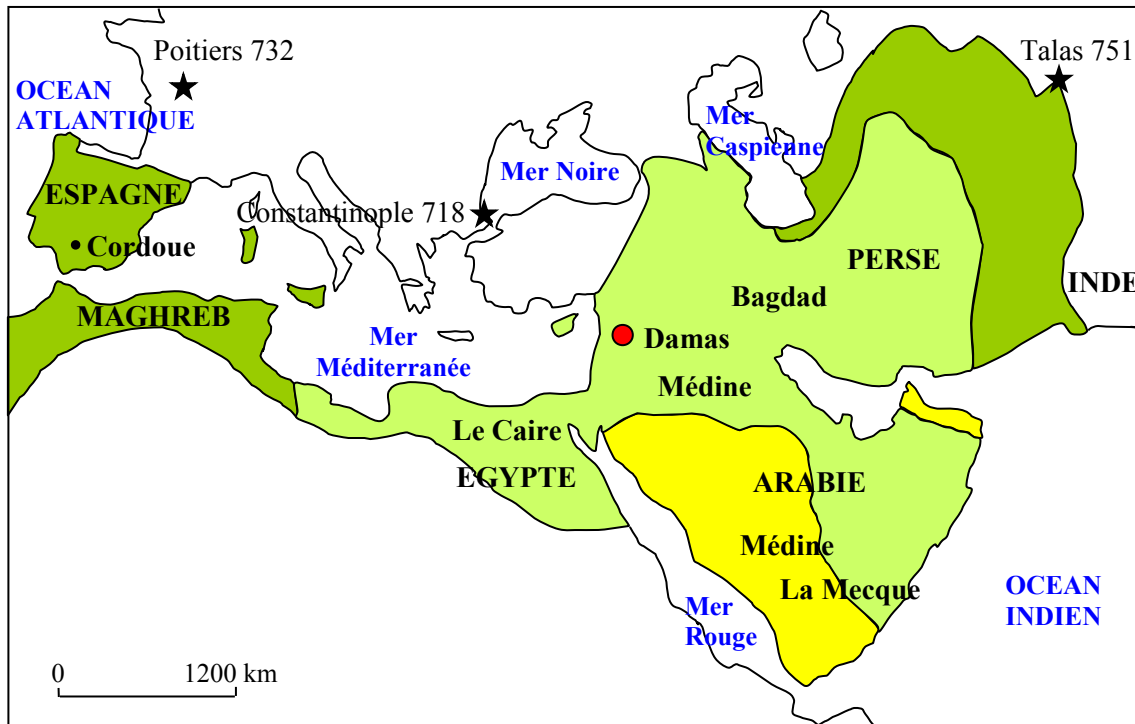 Poitiers 732
Talas 751
OCEAN
ATLANTIQUE
Mer
Caspienne
Mer Noire
ESPAGNE
Constantinople 718
Cordoue
PERSE
INDE
Bagdad
MAGHREB
Mer
Méditerranée
Damas
Médine
Le Caire
EGYPTE
ARABIE
Médine
La Mecque
OCEAN
INDIEN
Mer
Rouge
0 1200 km